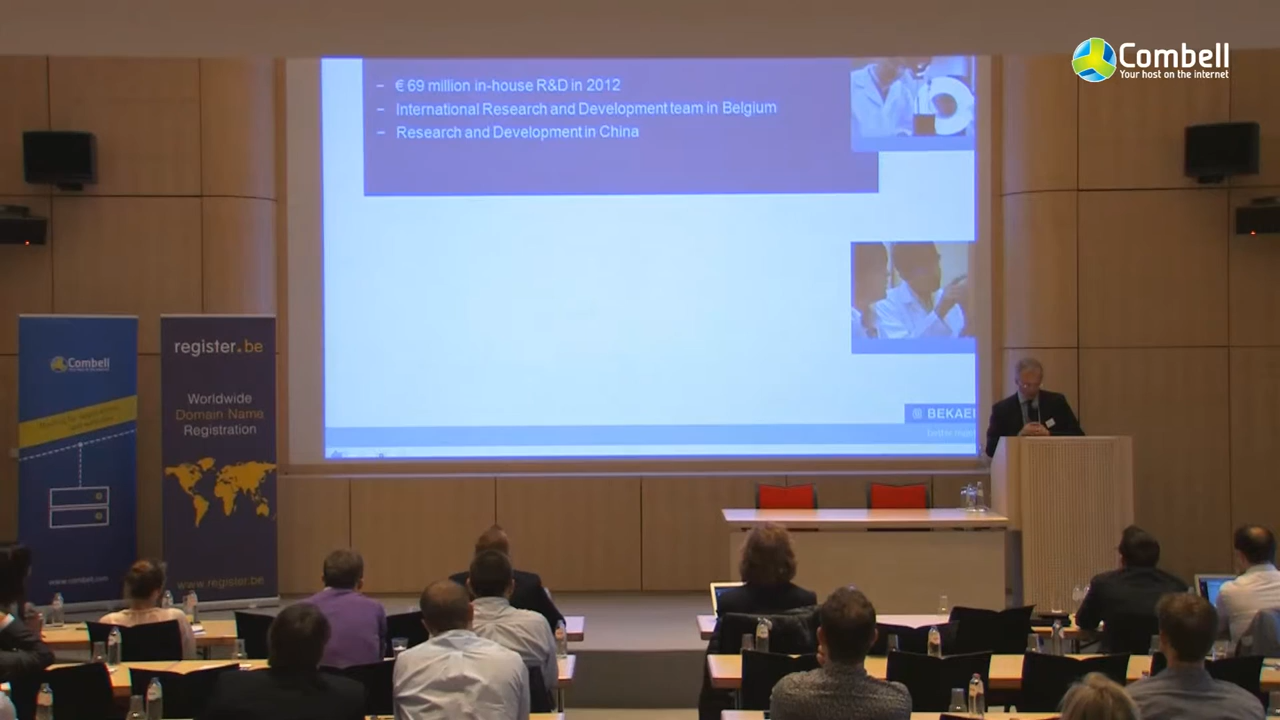 Combell
Your host on the internet
– € 69 million in-house R&D in 2012
– International Research and Development team in Belgium
– Research and Development in China
BEKAE
Combell
www.combell.com
register.be
Worldwide
Domain Name
Registration
www.register.be